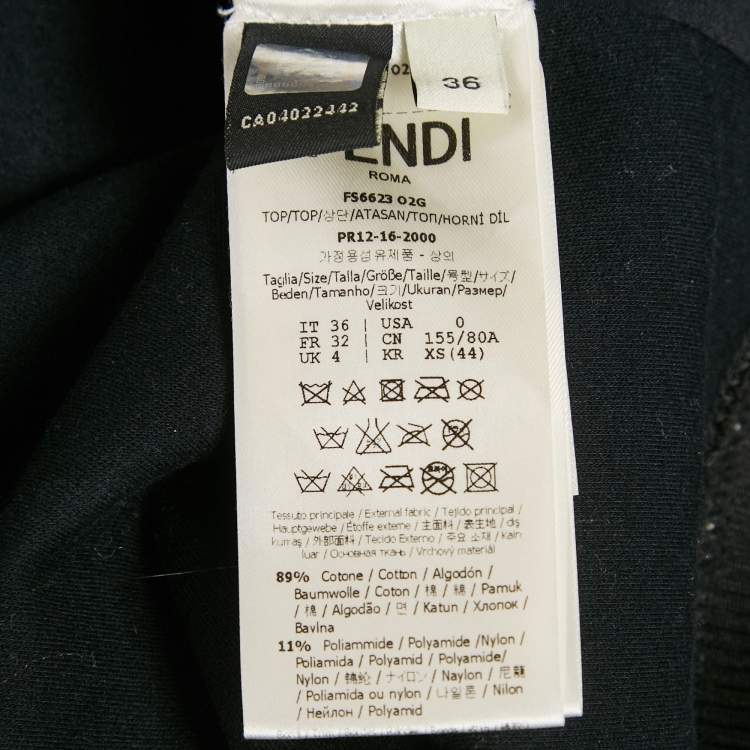 02
36
CA04022442
ENDI
ROMA
FS6623 O2G
TOP/TOP/상단/ATASAN/ТОП/HORNÍ DÍL
PR12-16-2000
가정용섬유제품 - 상의
Taglia/Size/Talla/Größe/Taille/号型/サイズ/
Beden/Tamanho/크기/Ukuran/Размер/
Velikost
IT 36 | USA 0
FR 32 | CN 155/80A
UK 4 | KR XS(44)
Tessuto principale / External fabric / Tejido principal /
Hauptgewebe / Étoffe externe / 主面料 / 表生地 / dış
kumaş / 外部面料 / Tecido Externo / 주요 소재 / Kain
luar / Основная ткань / Vrchový materiál
89% Cotone / Cotton / Algodón /
Baumwolle / Coton / 棉 / 綿 / Pamuk
/ 棉 / Algodão / 면 / Katun / Хлопок /
Bavlna
11% Poliammide / Polyamide /Nylon /
Poliamida / Polyamid / Polyamide/
Nylon / 锦纶 / ナイロン / Naylon / 尼龍
/ Poliamida ou nylon / 나일론 / Nilon
/ Нейлон / Polyamid